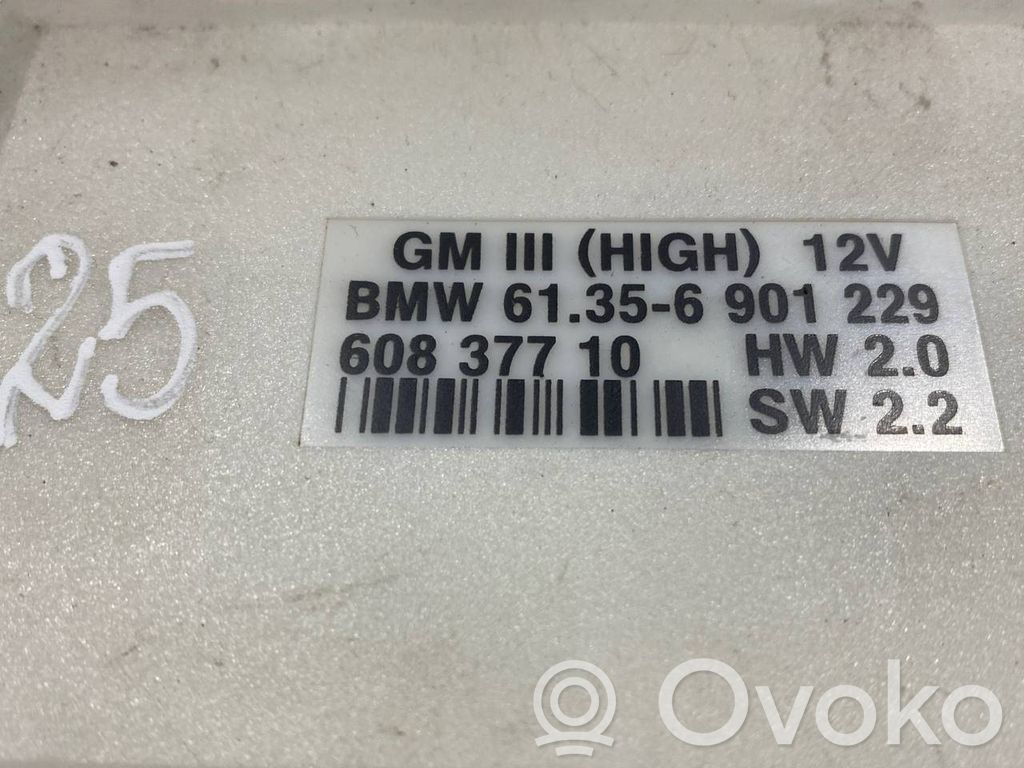 25
GM III (HIGH) 12V
BMW 61.35-6 901 229
608 377 10 HW 2.0
SW 2.2
Ovoko